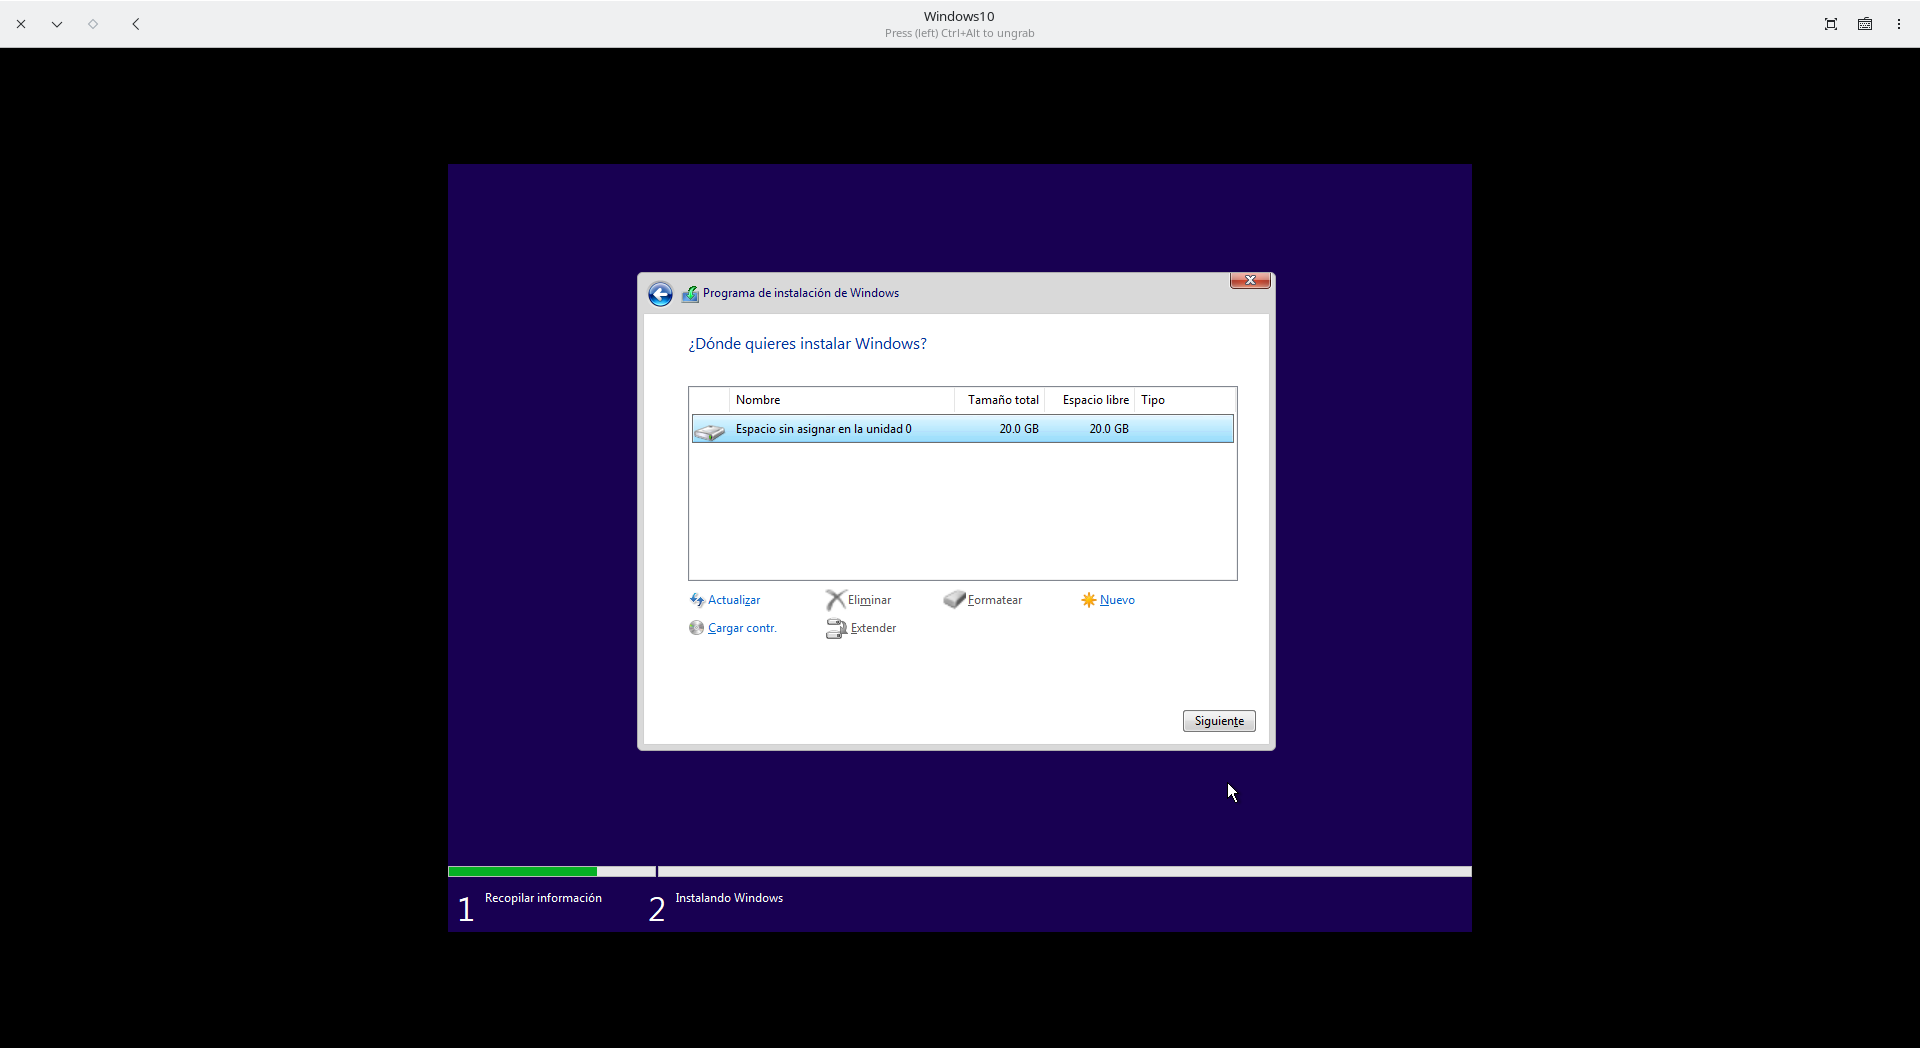 Windows10
Press (left) Ctrl+Alt to ungrab
Programa de instalación de Windows
¿Dónde quieres instalar Windows?
Nombre Tamaño total Espacio libre Tipo
Espacio sin asignar en la unidad 0 20.0 GB 20.0 GB
Actualizar Eliminar Formatear Nuevo
Cargar contr. Extender
Siguiente
1 Recopilar información 2 Instalando Windows